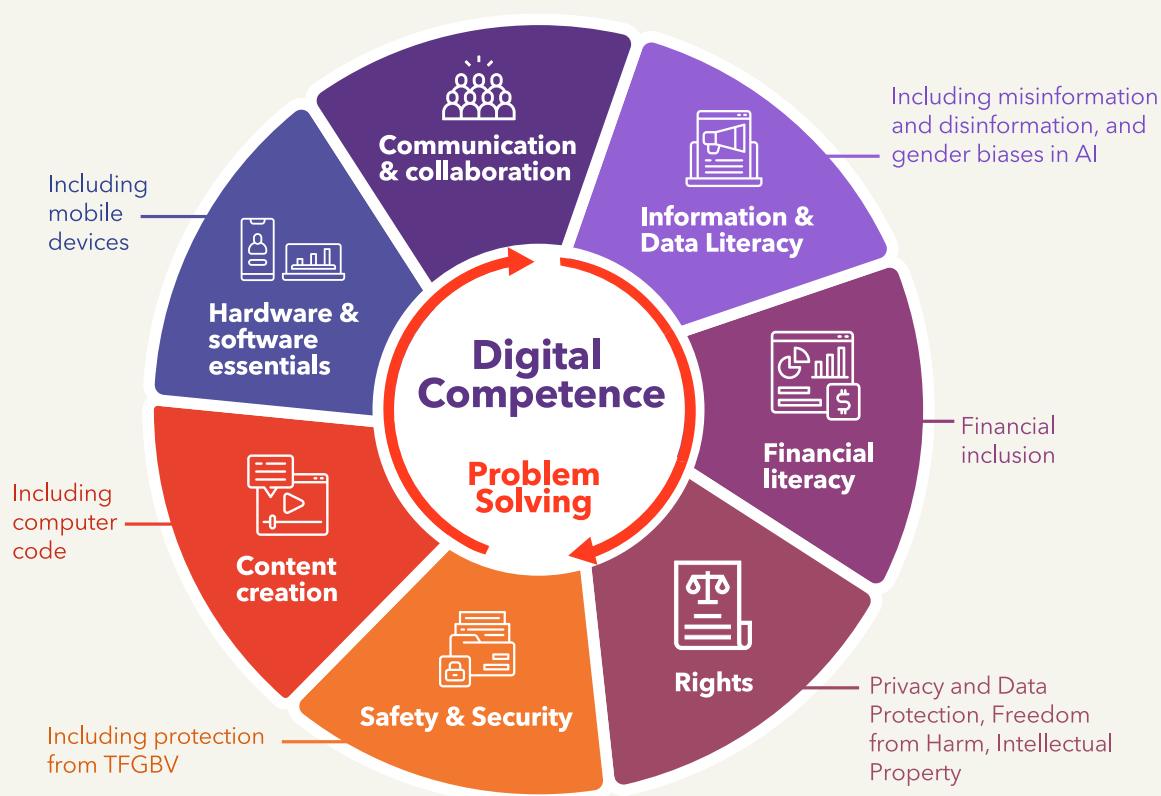 Communication
& collaboration
Including misinformation
and disinformation, and
gender biases in AI
Information &
Data Literacy
Including
mobile
devices
Hardware &
software
essentials
Digital
Competence
Problem
Solving
Financial
literacy
Financial
inclusion
Including
computer
code
Content
creation
Rights
Privacy and Data
Protection, Freedom
from Harm, Intellectual
Property
Safety & Security
Including protection
from TFGBV
$